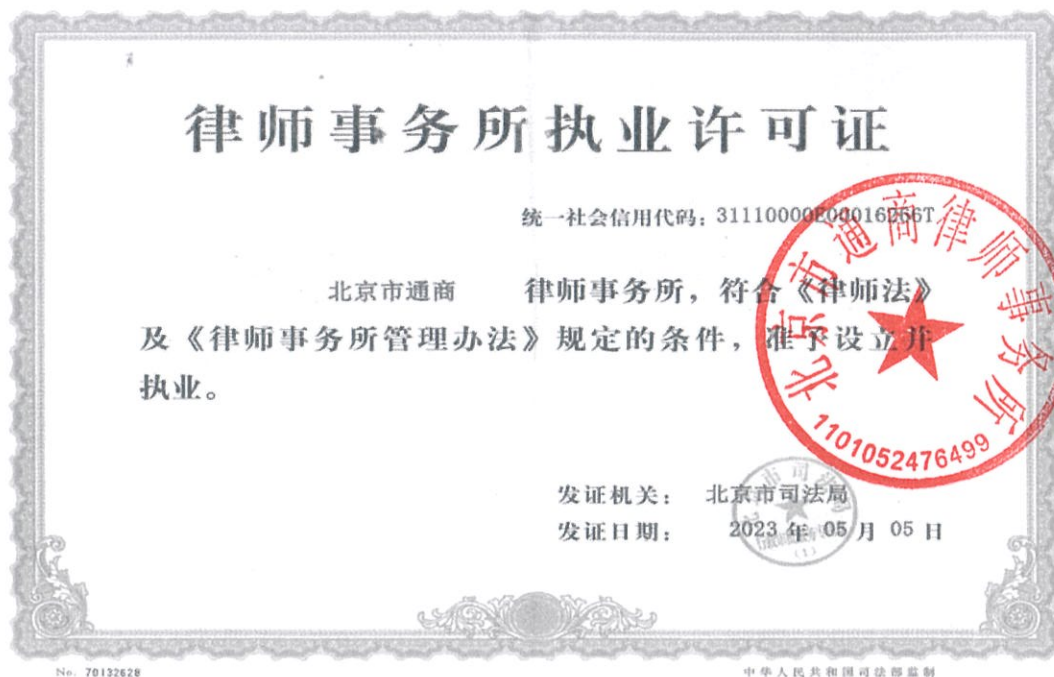 律师事务所执业许可证
统一社会信用代码：31110000E00016266T
北京市通商 律师事务所，符合《律师法》
及《律师事务所管理办法》规定的条件，准予设立并
执业。
北京市通商律师事务所
1101052476499
发证机关： 北京市司法局
发证日期： 2023 年 05 月 05 日
No. 70132628
中华人民共和国司法部监制